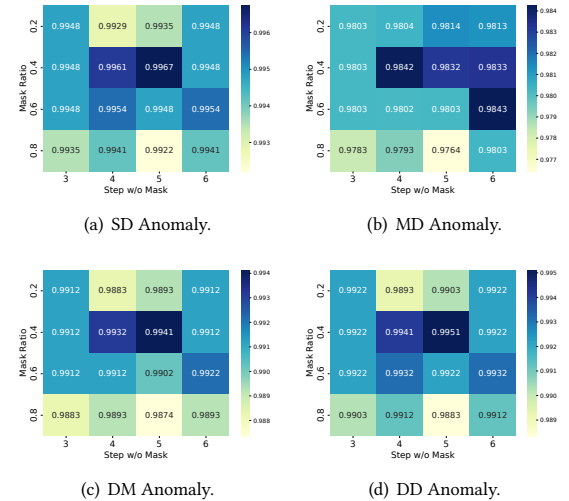 0.2 0.9948 0.9929 0.9935 0.9948
0.4 0.9948 0.9961 0.9967 0.9948
0.6 0.9948 0.9954 0.9948 0.9954
0.8 0.9935 0.9941 0.9922 0.9941
3 4 5 6
Mask Ratio
Step w/o Mask
0.996
0.995
0.994
0.993
(a) SD Anomaly.
0.2 0.9803 0.9804 0.9814 0.9813
0.4 0.9803 0.9842 0.9832 0.9833
0.6 0.9803 0.9802 0.9803 0.9843
0.8 0.9783 0.9793 0.9764 0.9803
3 4 5 6
Mask Ratio
Step w/o Mask
0.984
0.983
0.982
0.981
0.980
0.979
0.978
0.977
(b) MD Anomaly.
0.2 0.9912 0.9883 0.9893 0.9912
0.4 0.9912 0.9932 0.9941 0.9912
0.6 0.9912 0.9912 0.9902 0.9922
0.8 0.9883 0.9893 0.9874 0.9893
3 4 5 6
Mask Ratio
Step w/o Mask
0.994
0.993
0.992
0.991
0.990
0.989
0.988
(c) DM Anomaly.
0.2 0.9922 0.9893 0.9903 0.9922
0.4 0.9922 0.9941 0.9951 0.9922
0.6 0.9922 0.9932 0.9922 0.9932
0.8 0.9903 0.9912 0.9883 0.9912
3 4 5 6
Mask Ratio
Step w/o Mask
0.995
0.994
0.993
0.992
0.991
0.990
0.989
(d) DD Anomaly.